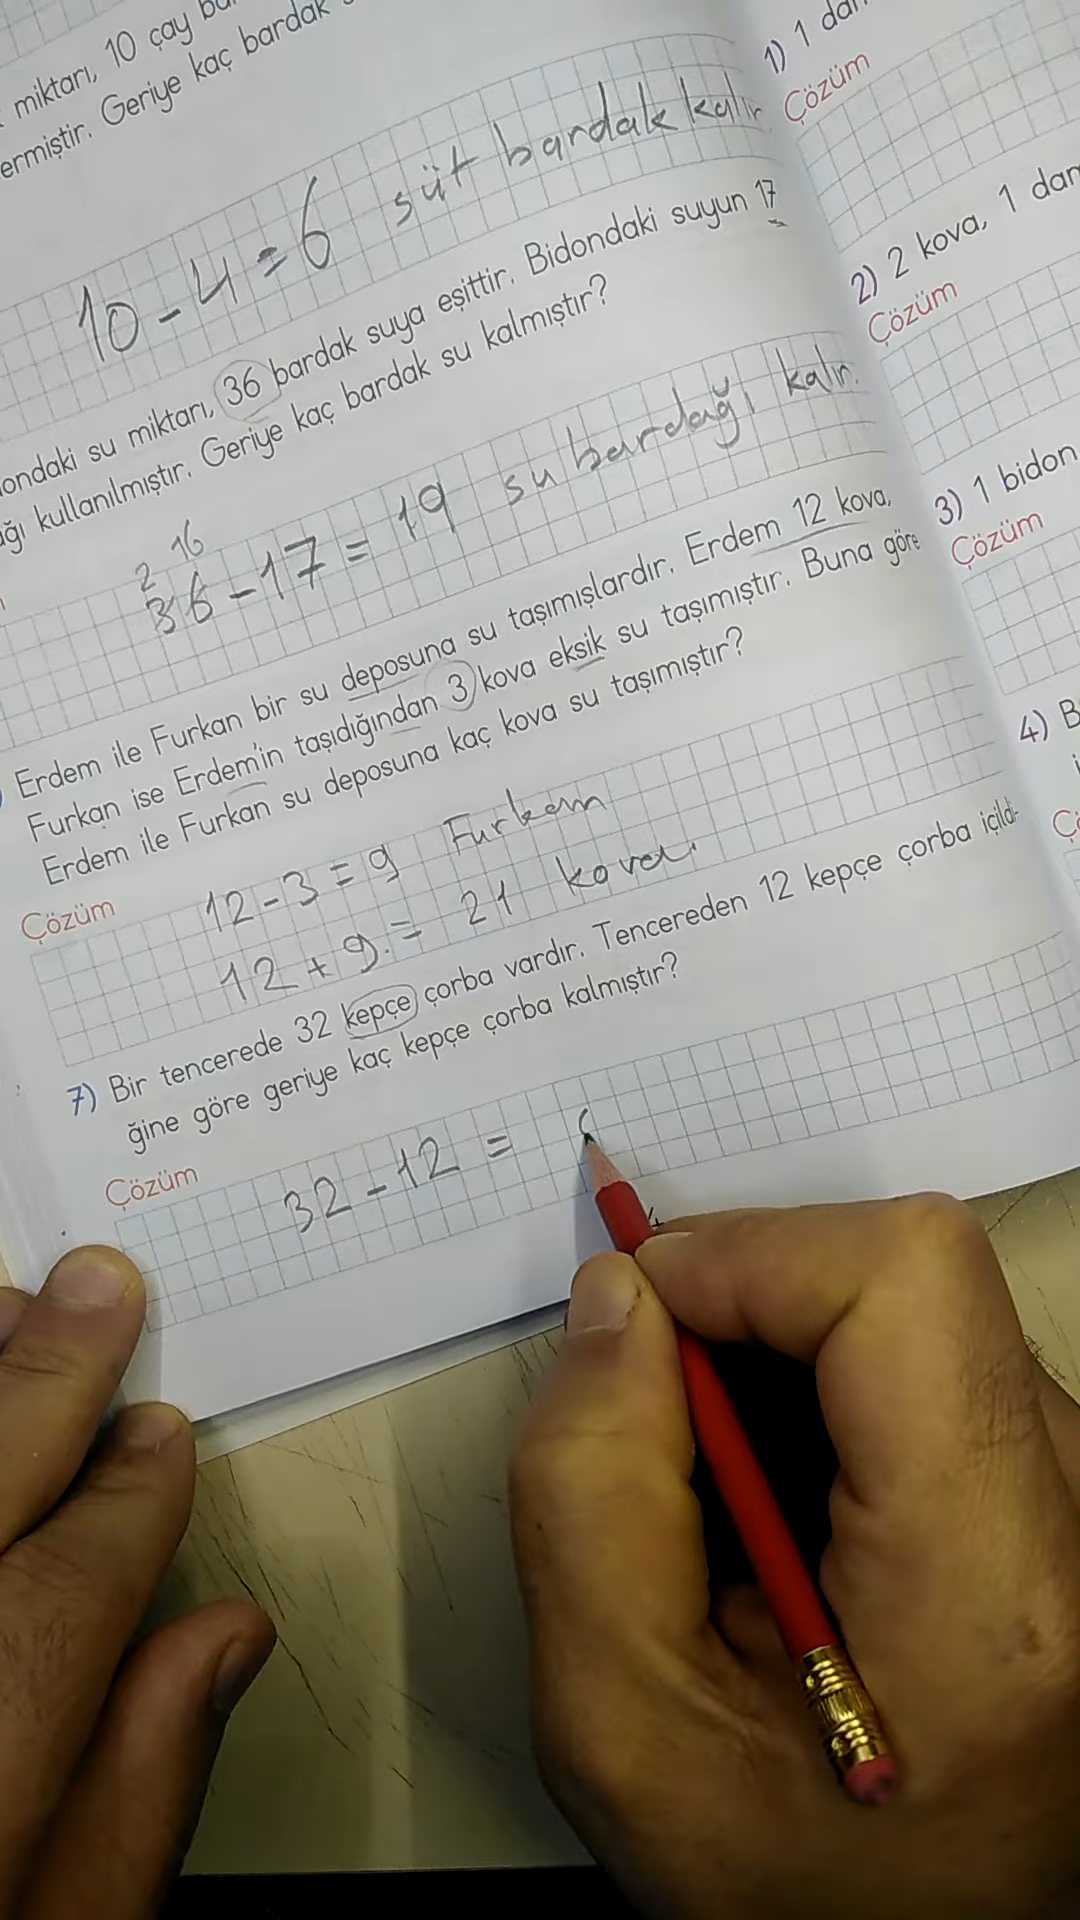 miktarı, 10 çay
ermiştir. Geriye kaç bardak
10 - 4 = 6 süt bardak kalır
ondaki su miktarı, 36 bardak suya eşittir. Bidondaki suyun 17
ğı kullanılmıştır. Geriye kaç bardak su kalmıştır?
2 16
36 - 17 = 19 su bardağı kalır.
Erdem ile Furkan bir su deposuna su taşımışlardır. Erdem 12 kova,
Furkan ise Erdem'in taşıdığından 3 kova eksik su taşımıştır. Buna göre
Erdem ile Furkan su deposuna kaç kova su taşımıştır?
Çözüm
12 - 3 = 9 Furkan
12 + 9 = 21 kova.
7) Bir tencerede 32 kepçe çorba vardır. Tencereden 12 kepçe çorba içildi-
ğine göre geriye kaç kepçe çorba kalmıştır?
Çözüm
32 - 12 =
4
1) 1
Çözüm
2) 2 kova, 1 dam
Çözüm
3) 1 bidon
Çözüm
4) B